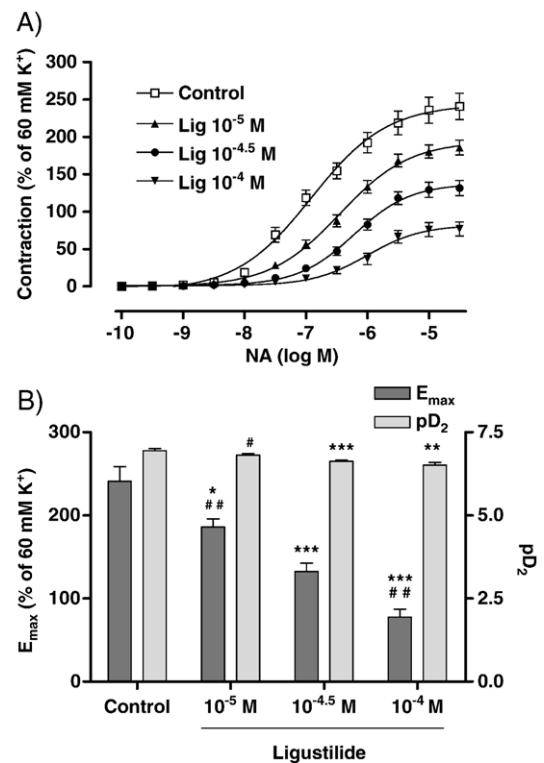 A)
Contraction (% of 60 mM K⁺)
300
250
200
150
100
50
0
Control
Lig 10⁻⁵ M
Lig 10⁻⁴·⁵ M
Lig 10⁻⁴ M
-10 -9 -8 -7 -6 -5
NA (log M)
B)
Eₘₐₓ
pD₂
Eₘₐₓ (% of 60 mM K⁺)
300
200
100
0
7.5
5.0
2.5
0.0
pD₂
*
##
#
***
***
***
##
**
Control 10⁻⁵ M 10⁻⁴·⁵ M 10⁻⁴ M
Ligustilide